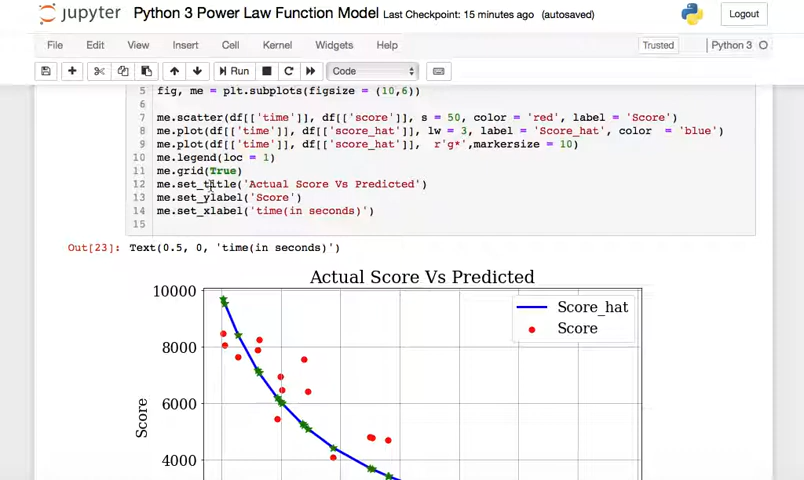 jupyter Python 3 Power Law Function Model Last Checkpoint: 15 minutes ago (autosaved) Logout
File Edit View Insert Cell Kernel Widgets Help Trusted Python 3
Run Code
5 fig, me = plt.subplots(figsize = (10,6))
6
7 me.scatter(df[['time']], df[['score']], s = 50, color = 'red', label = 'Score')
8 me.plot(df[['time']], df[['score_hat']], lw = 3, label = 'Score_hat', color  = 'blue')
9 me.plot(df[['time']], df[['score_hat']],  r'g*',markersize = 10)
10 me.legend(loc = 1)
11 me.grid(True)
12 me.set_title('Actual Score Vs Predicted')
13 me.set_ylabel('Score')
14 me.set_xlabel('time(in seconds)')
15
Out[23]: Text(0.5, 0, 'time(in seconds)')
Actual Score Vs Predicted
10000
Score_hat
Score
8000
6000
Score
4000